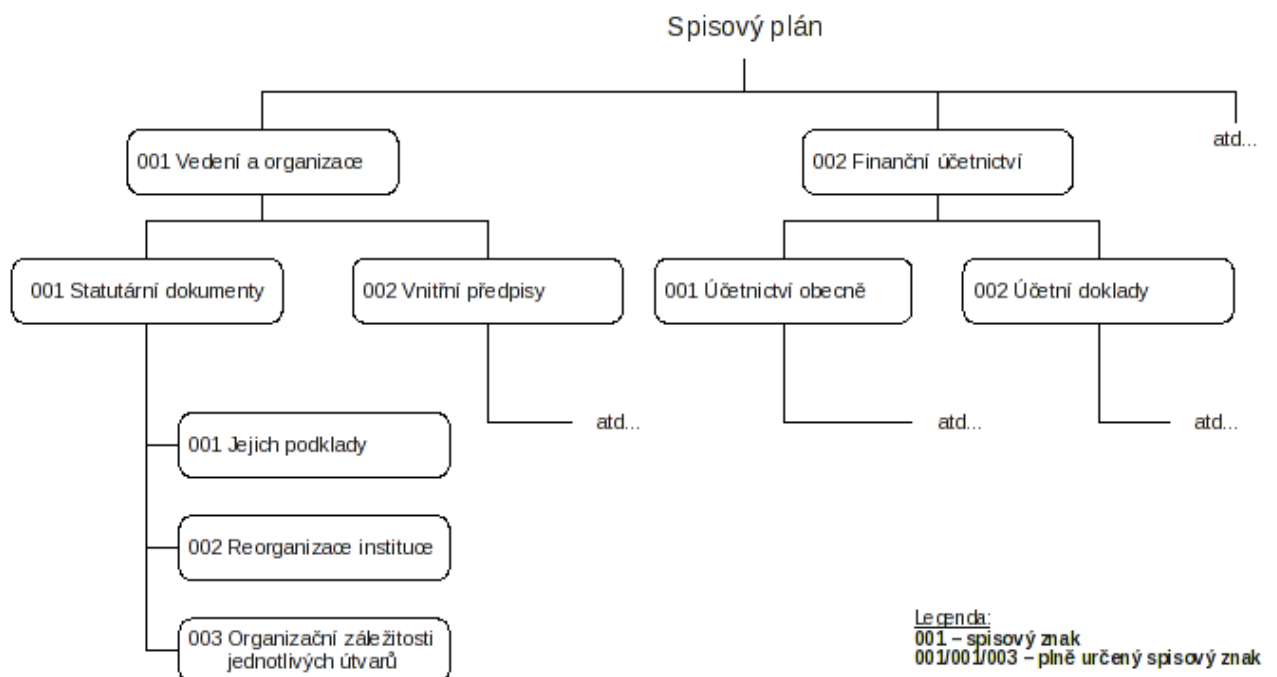 Spisový plán
atd...
001 Vedení a organizace
002 Finanční účetnictví
001 Statutární dokumenty
002 Vnitřní předpisy
001 Účetnictví obecně
002 Účetní doklady
atd...
atd...
atd...
001 Jejich podklady
002 Reorganizace instituce
003 Organizační záležitosti
jednotlivých útvarů
Legenda:
001 – spisový znak
001/001/003 – plně určený spisový znak